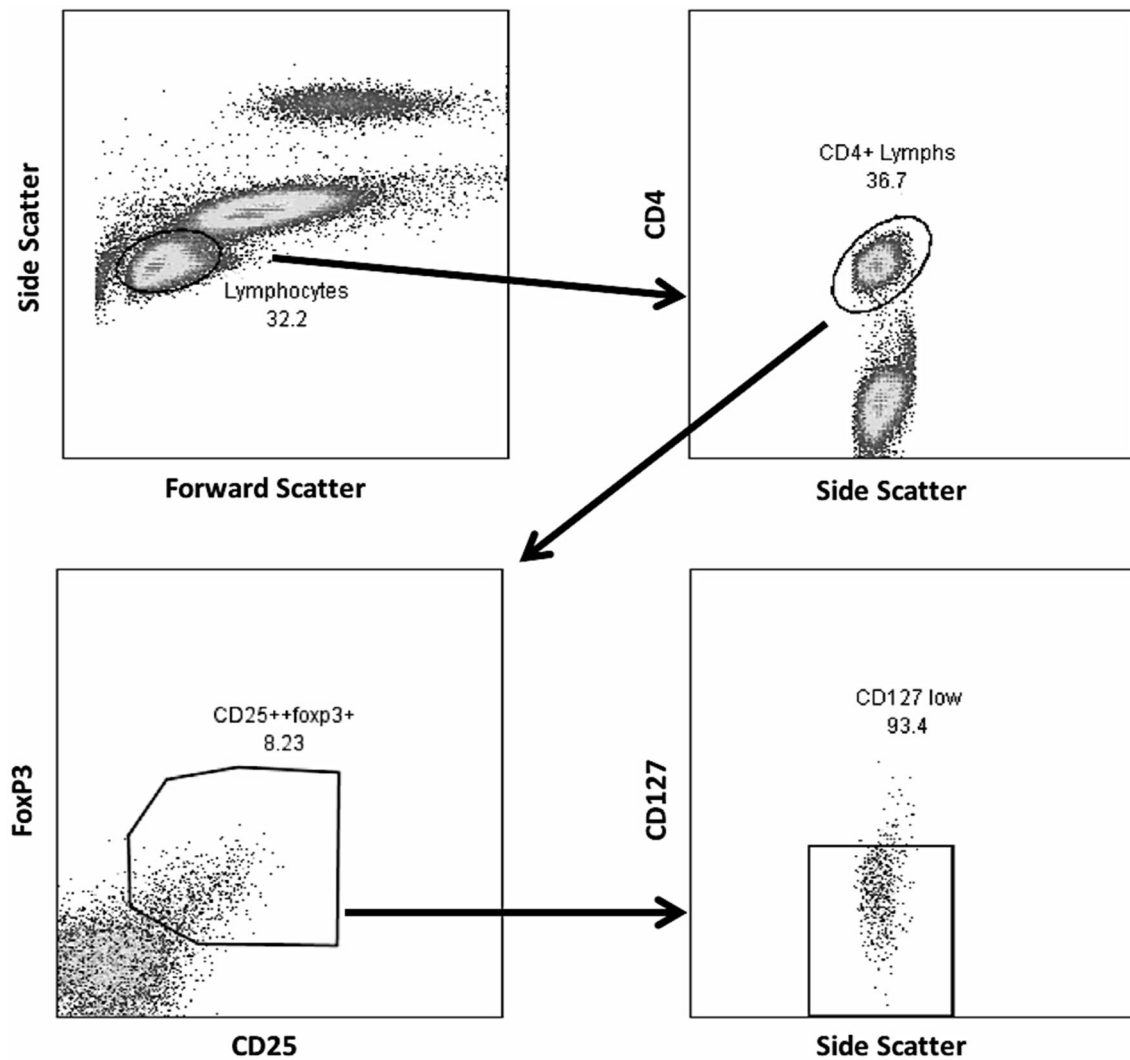 Side Scatter
Lymphocytes
32.2
Forward Scatter
CD4
CD4+ Lymphs
36.7
Side Scatter
FoxP3
CD25++foxp3+
8.23
CD25
CD127
CD127 low
93.4
Side Scatter